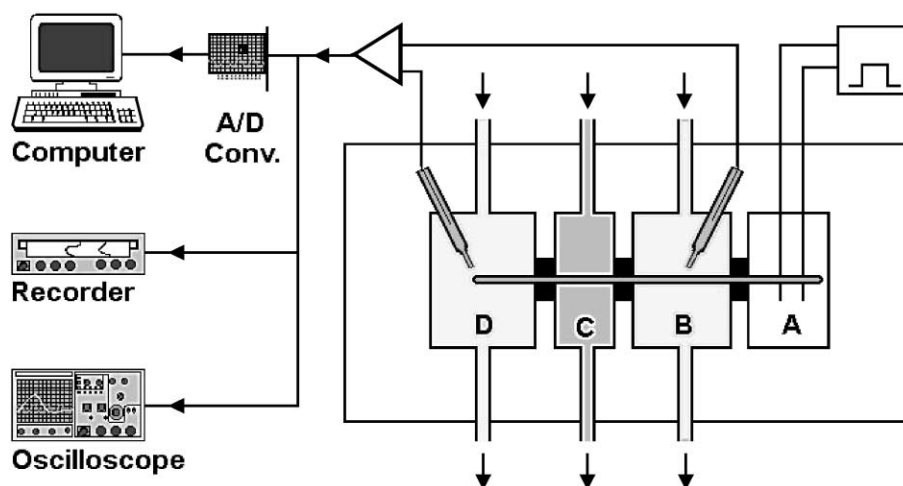 Computer
A/D
Conv.
Recorder
Oscilloscope
D
C
B
A